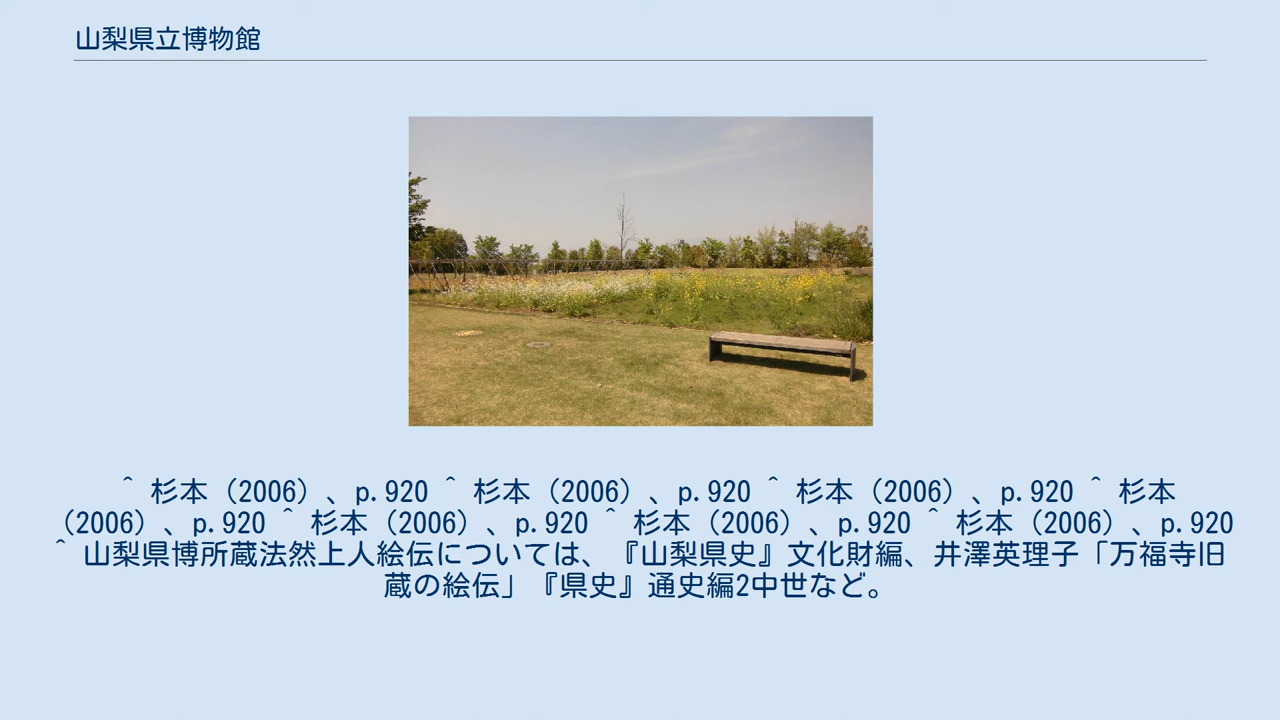 山梨県立博物館
^ 杉本（2006）、p.920 ^ 杉本（2006）、p.920 ^ 杉本（2006）、p.920 ^ 杉本
（2006）、p.920 ^ 杉本（2006）、p.920 ^ 杉本（2006）、p.920 ^ 杉本（2006）、p.920
^ 山梨県博所蔵法然上人絵伝については、『山梨県史』文化財編、井澤英理子「万福寺旧
蔵の絵伝」『県史』通史編2中世など。